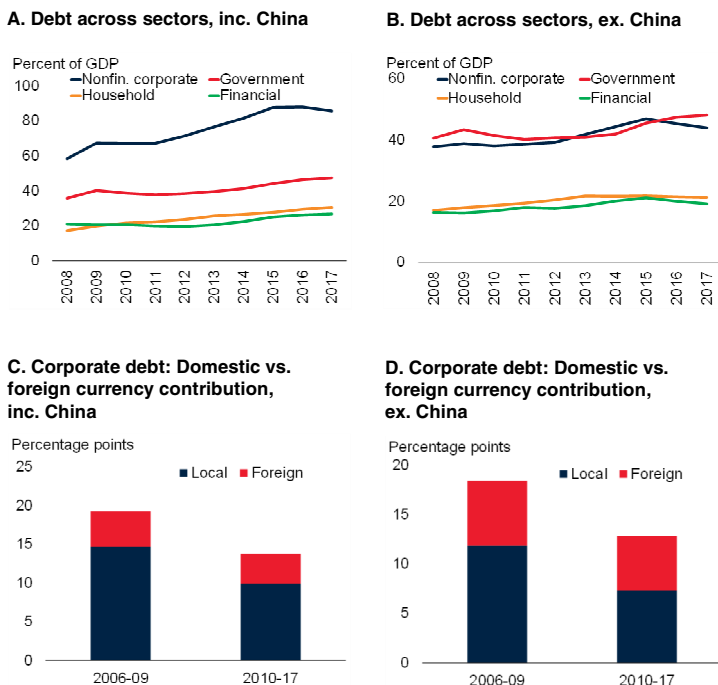 A. Debt across sectors, inc. China
Percent of GDP
Nonfin. corporate Government
Household Financial
100
80
60
40
20
0
2008 2009 2010 2011 2012 2013 2014 2015 2016 2017
B. Debt across sectors, ex. China
Percent of GDP
Nonfin. corporate Government
Household Financial
60
40
20
0
2008 2009 2010 2011 2012 2013 2014 2015 2016 2017
C. Corporate debt: Domestic vs.
foreign currency contribution,
inc. China
Percentage points
Local Foreign
25
20
15
10
5
0
2006-09 2010-17
D. Corporate debt: Domestic vs.
foreign currency contribution,
ex. China
Percentage points
Local Foreign
20
15
10
5
0
2006-09 2010-17